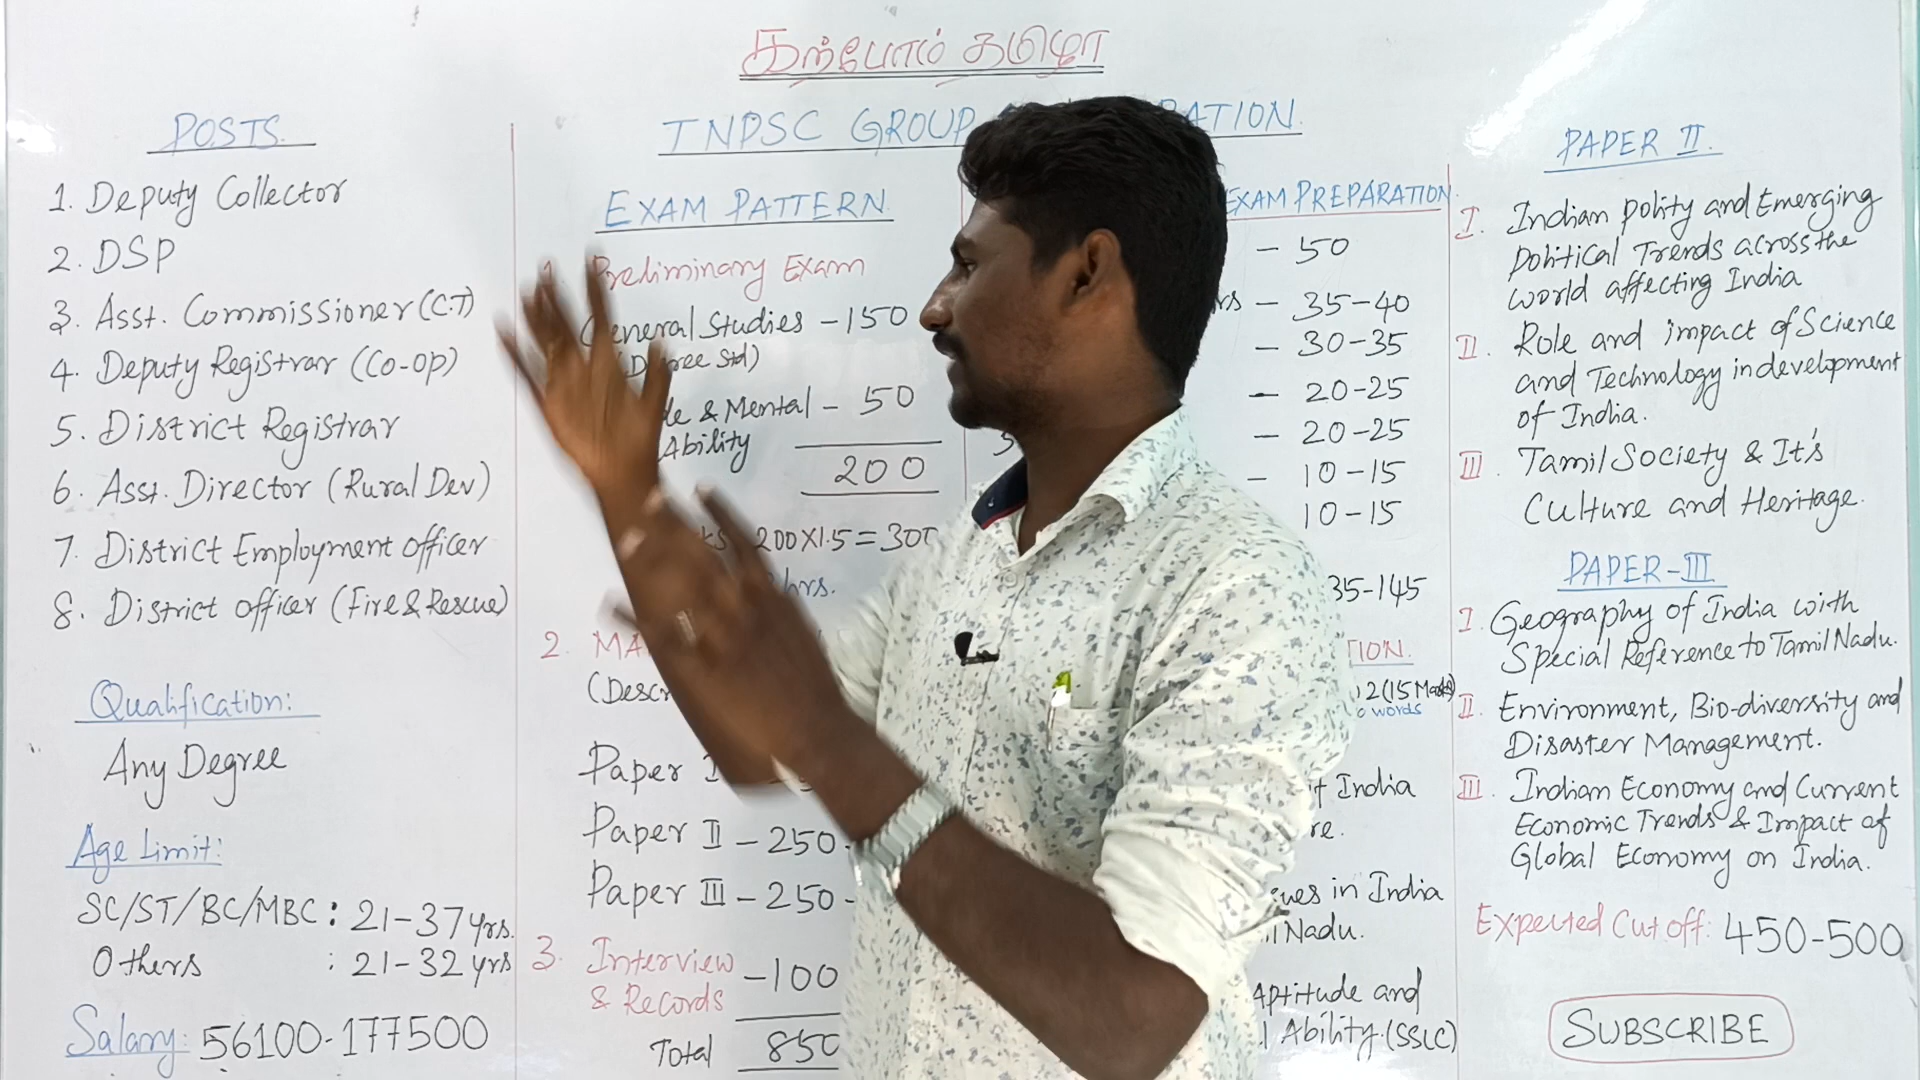 கற்போம் தமிழா
TNPSC GROUP
POSTS.
1. Deputy Collector
2. DSP
3. Asst. Commissioner (C.T)
4. Deputy Registrar (Co-op)
5. District Registrar
6. Asst. Director (Rural Dev)
7. District Employment officer
8. District officer (Fire & Rescue)
Qualification:
Any Degree
Age Limit:
SC/ST/BC/MBC : 21-37 yrs.
Others : 21-32 yrs
Salary: 56100-177500
EXAM PATTERN
Preliminary Exam
General Studies - 150
& Mental - 50
Ability
200
200X1.5=300
hrs.
2.
Paper
Paper II - 250
Paper III - 250
3. Interview
& Records - 100
Total 850
EXAM PREPARATION
- 50
- 35-40
- 30-35
- 20-25
- 20-25
- 10-15
10-15
35-145
(15 Marks)
words
India
in India
Nadu.
Aptitude and
Ability. (SSLC)
PAPER II.
I. Indian polity and Emerging
political Trends across the
world affecting India
II. Role and impact of Science
and Technology in development
of India.
III. Tamil Society & It's
Culture and Heritage.
PAPER-III
I. Geography of India with
Special Reference to Tamil Nadu.
II. Environment, Bio-diversity and
Disaster Management.
III. Indian Economy and Current
Economic Trends & Impact of
Global Economy on India.
Expected Cut off: 450-500
SUBSCRIBE